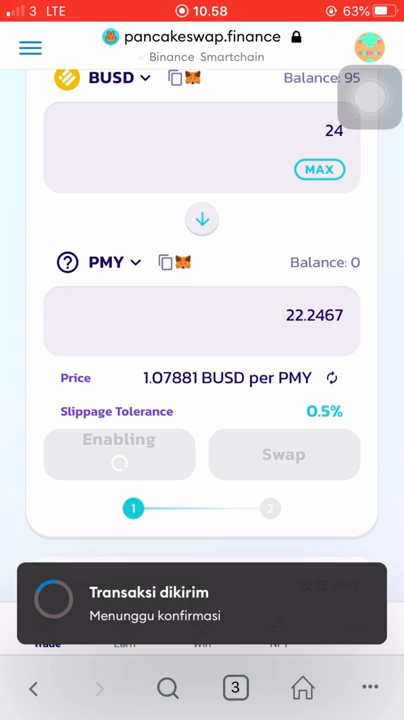 3 LTE
10.58
63%
pancakeswap.finance
Binance Smartchain
BUSD
Balance: 95
24
MAX
PMY
Balance: 0
22.2467
Price
1.07881 BUSD per PMY
Slippage Tolerance
0.5%
Enabling
Swap
1
2
Transaksi dikirim
Menunggu konfirmasi
3